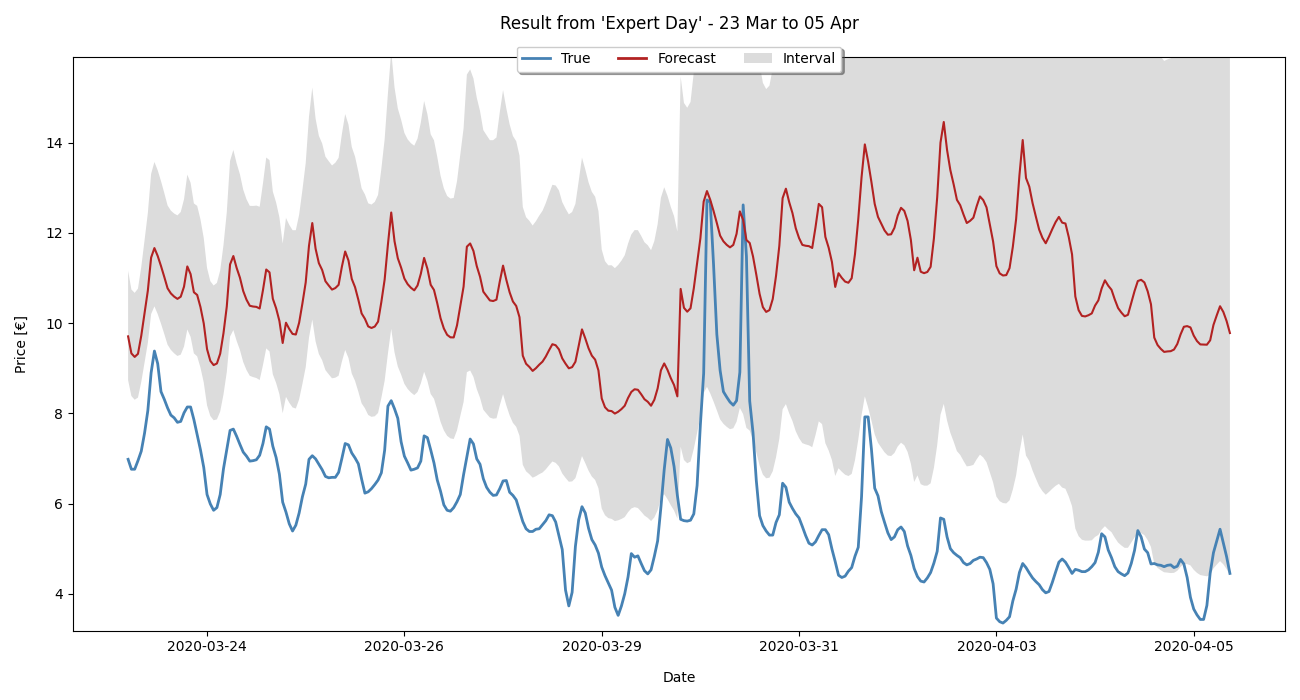 Result from 'Expert Day' - 23 Mar to 05 Apr
True Forecast Interval
Price [€]
14
12
10
8
6
4
2020-03-24 2020-03-26 2020-03-29 2020-03-31 2020-04-03 2020-04-05
Date